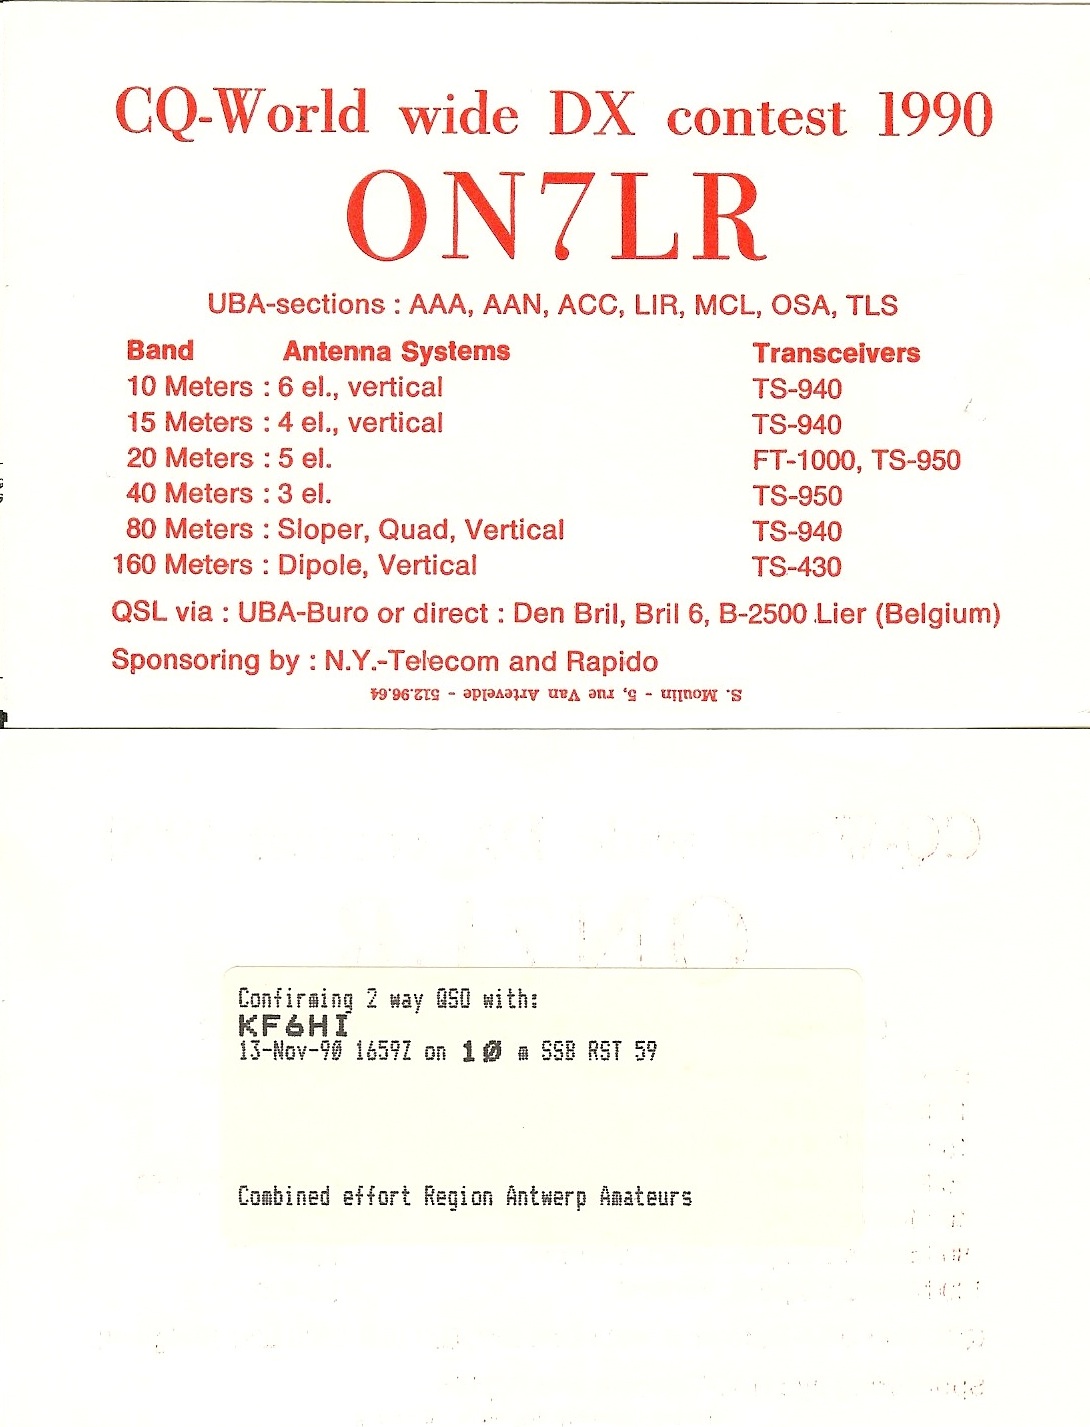 CQ-World wide DX contest 1990
ON7LR
UBA-sections : AAA, AAN, ACC, LIR, MCL, OSA, TLS
Band Antenna Systems Transceivers
10 Meters : 6 el., vertical TS-940
15 Meters : 4 el., vertical TS-940
20 Meters : 5 el. FT-1000, TS-950
40 Meters : 3 el. TS-950
80 Meters : Sloper, Quad, Vertical TS-940
160 Meters : Dipole, Vertical TS-430
QSL via : UBA-Buro or direct : Den Bril, Bril 6, B-2500 Lier (Belgium)
Sponsoring by : N.Y.-Telecom and Rapido
S. Moulin - 5, rue Van Artevelde - 512.96.64
Confirming 2 way QSO with:
KF6HI
13-Nov-90 1659Z on 10 m SSB RST 59
Combined effort Region Antwerp Amateurs